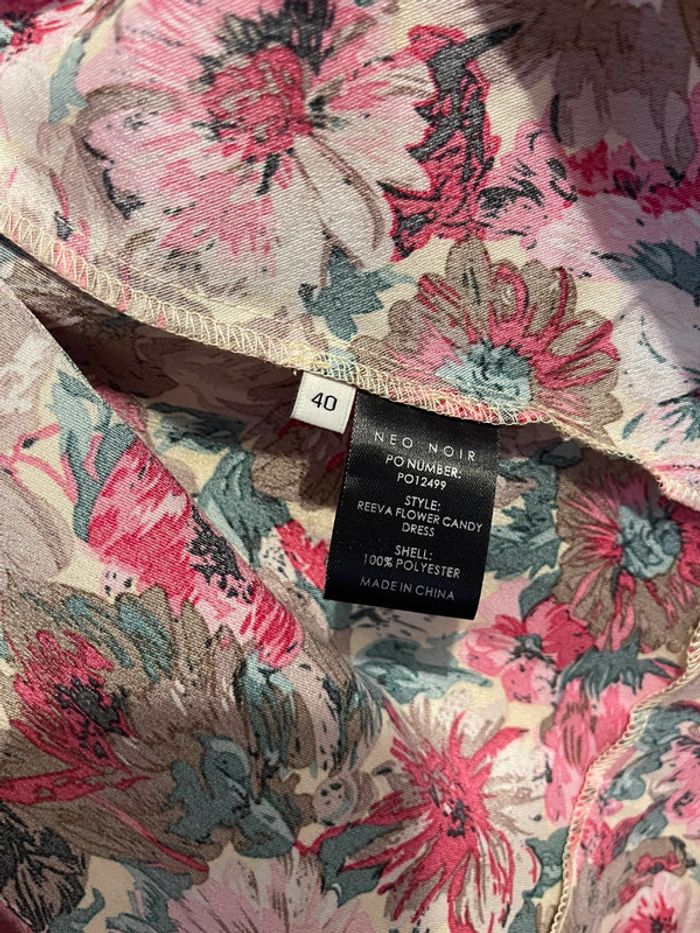 40
NEO NOIR
PO NUMBER:
PO12499
STYLE:
REEVA FLOWER CANDY
DRESS
SHELL:
100% POLYESTER
MADE IN CHINA